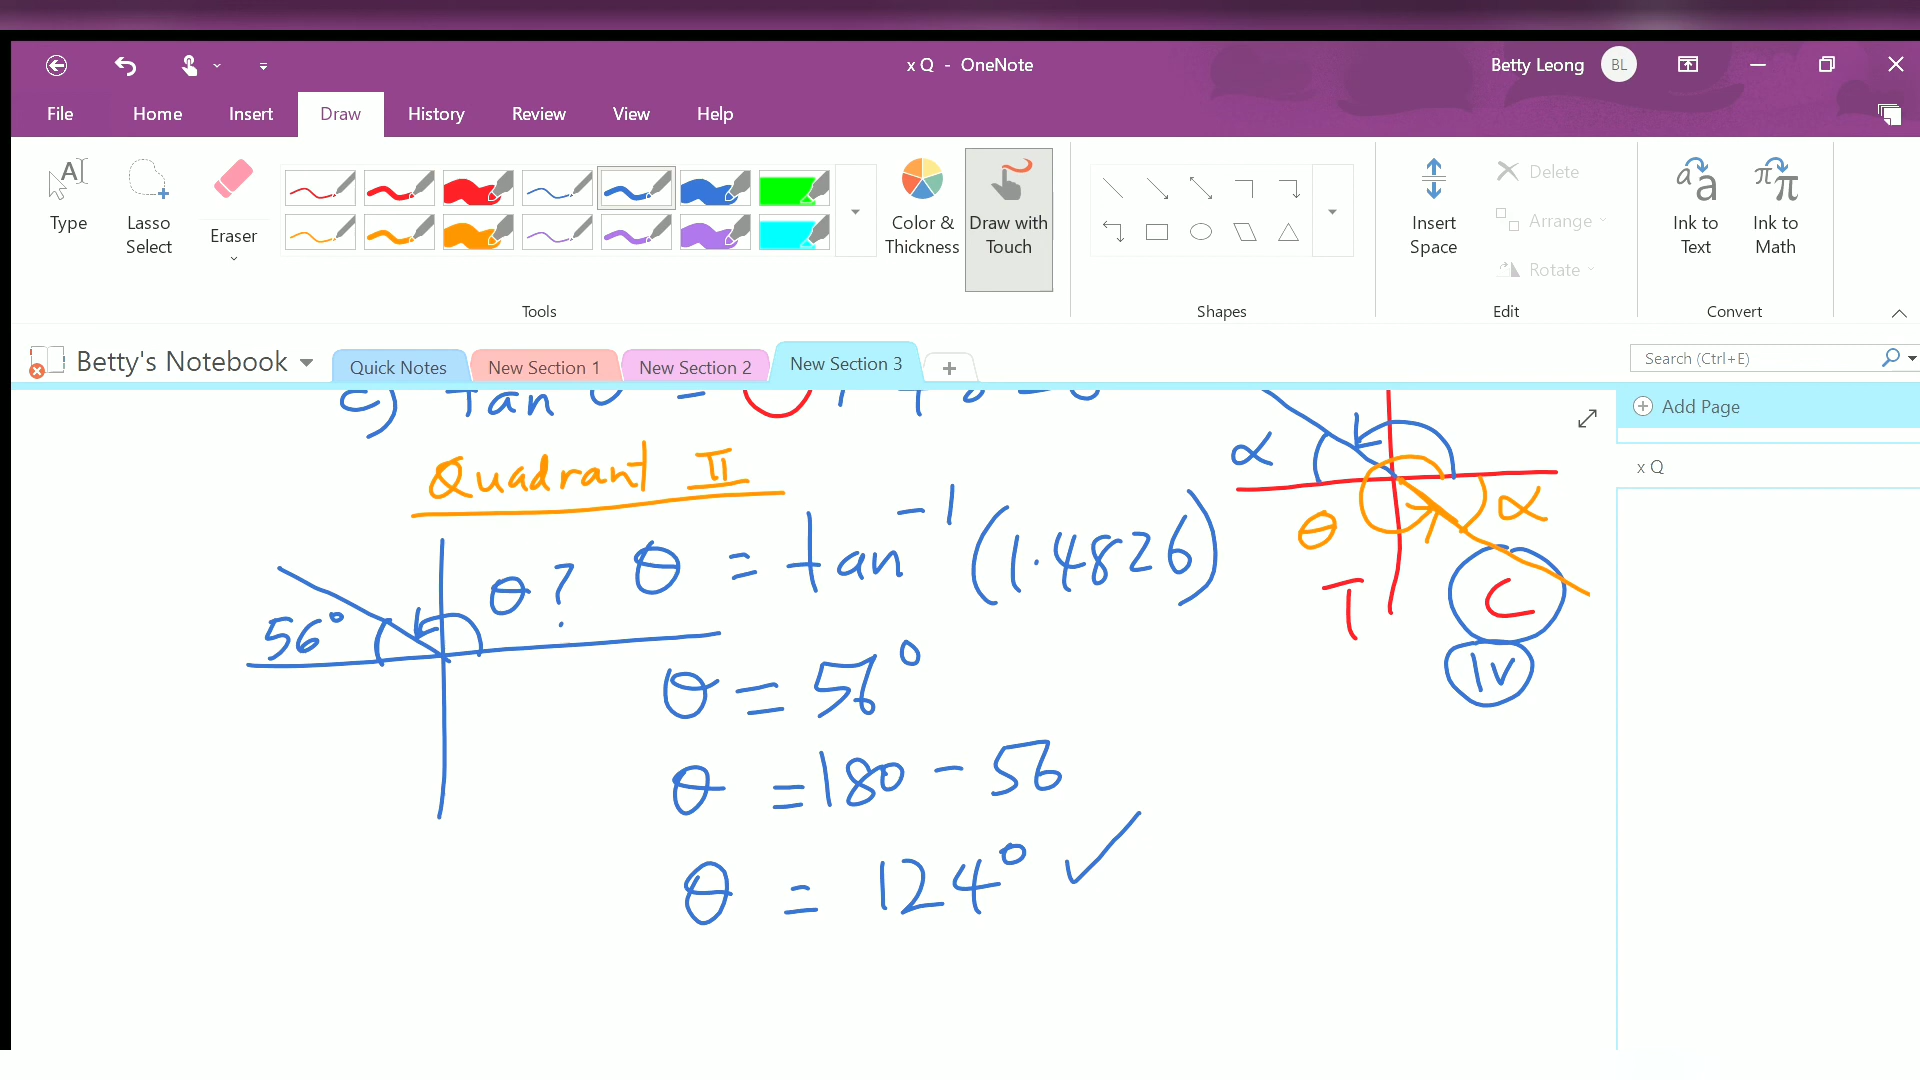 x Q - OneNote
Betty Leong
BL
File Home Insert Draw History Review View Help
Type
Lasso Select
Eraser
Color & Thickness
Draw with Touch
Insert Space
Delete
Arrange
Rotate
Ink to Text
Ink to Math
Tools
Shapes
Edit
Convert
Betty's Notebook
Quick Notes
New Section 1
New Section 2
New Section 3
Search (Ctrl+E)
Add Page
x Q
c) tan θ =
Quadrant II
θ = tan⁻¹ (1.4826)
θ?
56°
θ = 56°
θ = 180 - 56
θ = 124° ✓
α
α
θ
T
C
IV